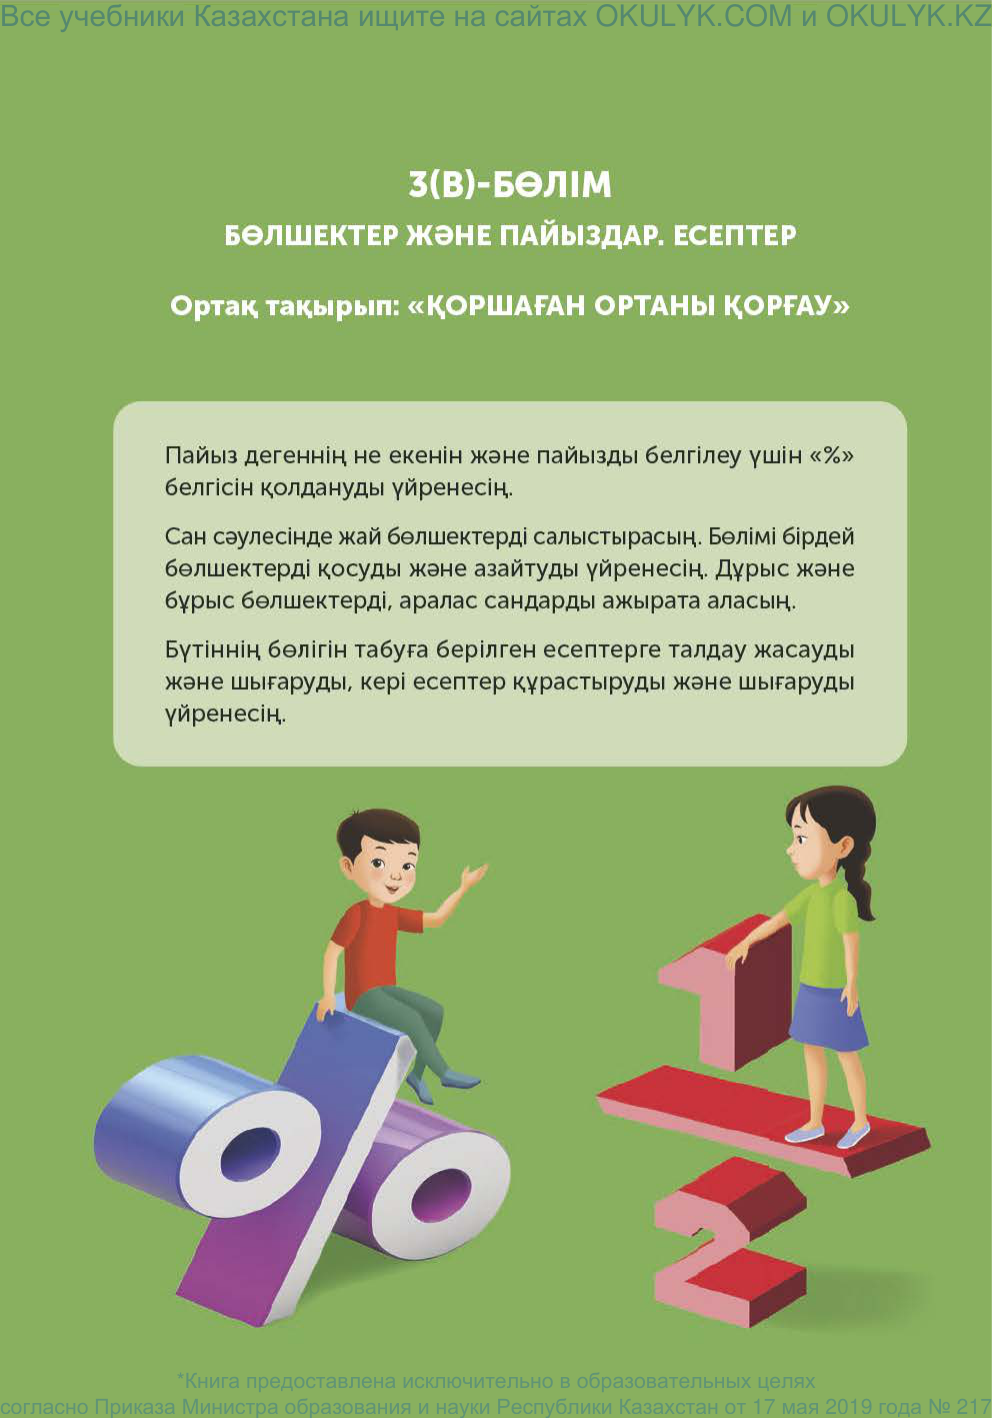 Все учебники Казахстана ищите на сайтах OKULYK.COM и OKULYK.KZ
3(В)-БӨЛІМ
БӨЛШЕКТЕР ЖӘНЕ ПАЙЫЗДАР. ЕСЕПТЕР
Ортақ тақырып: «ҚОРШАҒАН ОРТАНЫ ҚОРҒАУ»
Пайыз дегеннің не екенін және пайызды белгілеу үшін «%»
белгісін қолдануды үйренесің.
Сан сәулесінде жай бөлшектерді салыстырасың. Бөлімі бірдей
бөлшектерді қосуды және азайтуды үйренесің. Дұрыс және
бұрыс бөлшектерді, аралас сандарды ажырата аласың.
Бүтіннің бөлігін табуға берілген есептерге талдау жасауды
және шығаруды, кері есептер құрастыруды және шығаруды
үйренесің.
%
1
2
*Книга предоставлена исключительно в образовательных целях
согласно Приказа Министра образования и науки Республики Казахстан от 17 мая 2019 года № 217